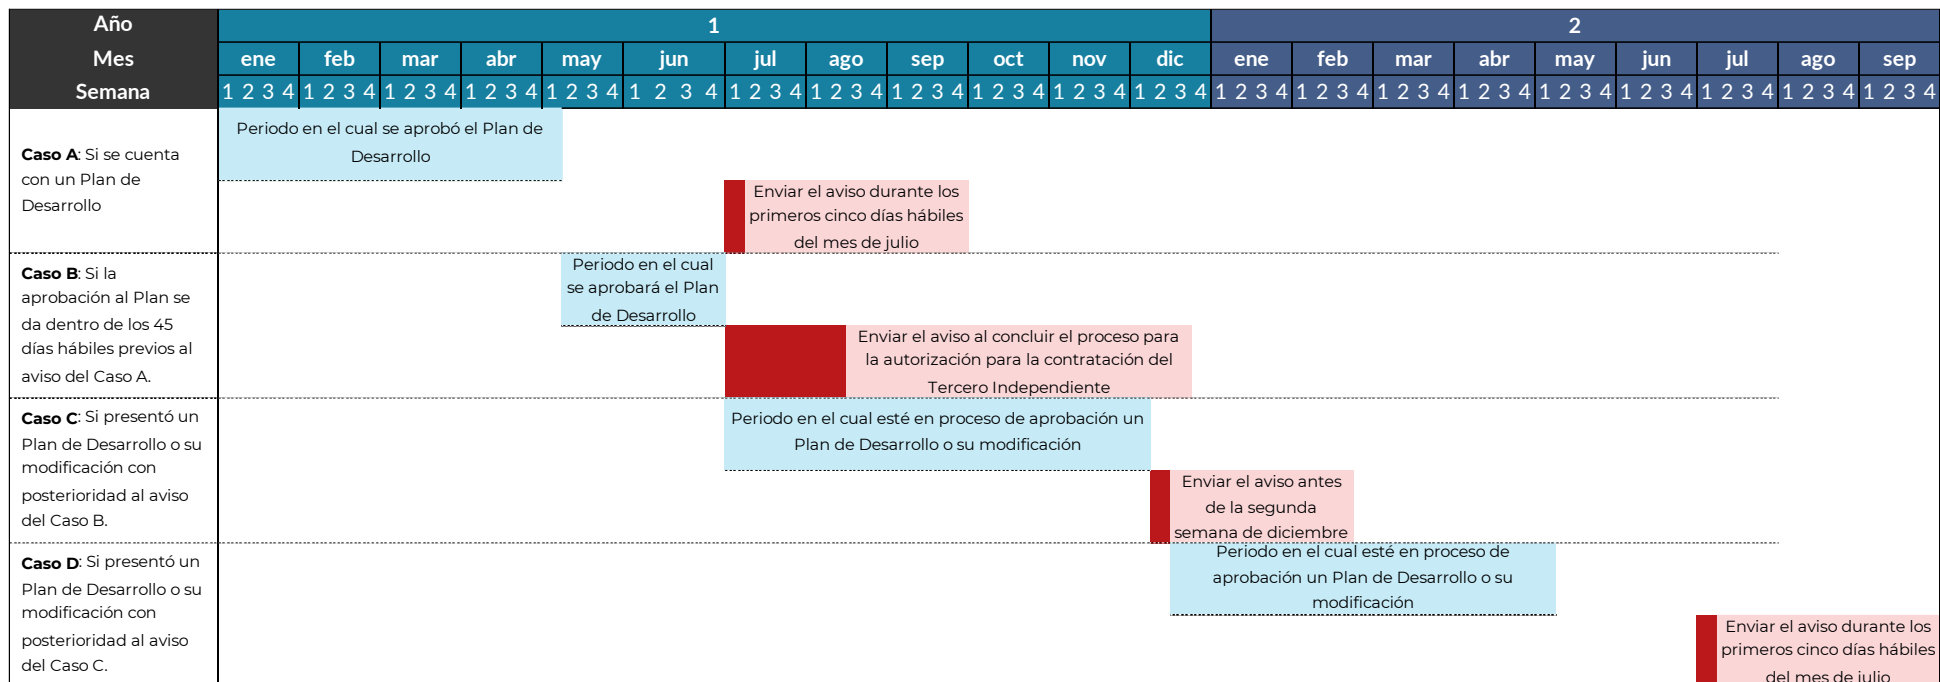 Año 1 2
Mes ene feb mar abr may jun jul ago sep oct nov dic ene feb mar abr may jun jul ago sep
Semana 1 2 3 4 1 2 3 4 1 2 3 4 1 2 3 4 1 2 3 4 1 2 3 4 1 2 3 4 1 2 3 4 1 2 3 4 1 2 3 4 1 2 3 4 1 2 3 4 1 2 3 4 1 2 3 4 1 2 3 4 1 2 3 4 1 2 3 4 1 2 3 4 1 2 3 4 1 2 3 4 1 2 3 4
Caso A: Si se cuenta
con un Plan de
Desarrollo
Periodo en el cual se aprobó el Plan de
Desarrollo
Enviar el aviso durante los
primeros cinco días hábiles
del mes de julio
Caso B: Si la
aprobación al Plan se
da dentro de los 45
días hábiles previos al
aviso del Caso A.
Periodo en el cual
se aprobará el Plan
de Desarrollo
Enviar el aviso al concluir el proceso para
la autorización para la contratación del
Tercero Independiente
Caso C: Si presentó un
Plan de Desarrollo o su
modificación con
posterioridad al aviso
del Caso B.
Periodo en el cual esté en proceso de aprobación un
Plan de Desarrollo o su modificación
Enviar el aviso antes
de la segunda
semana de diciembre
Caso D: Si presentó un
Plan de Desarrollo o su
modificación con
posterioridad al aviso
del Caso C.
Periodo en el cual esté en proceso de
aprobación un Plan de Desarrollo o su
modificación
Enviar el aviso durante los
primeros cinco días hábiles
del mes de julio